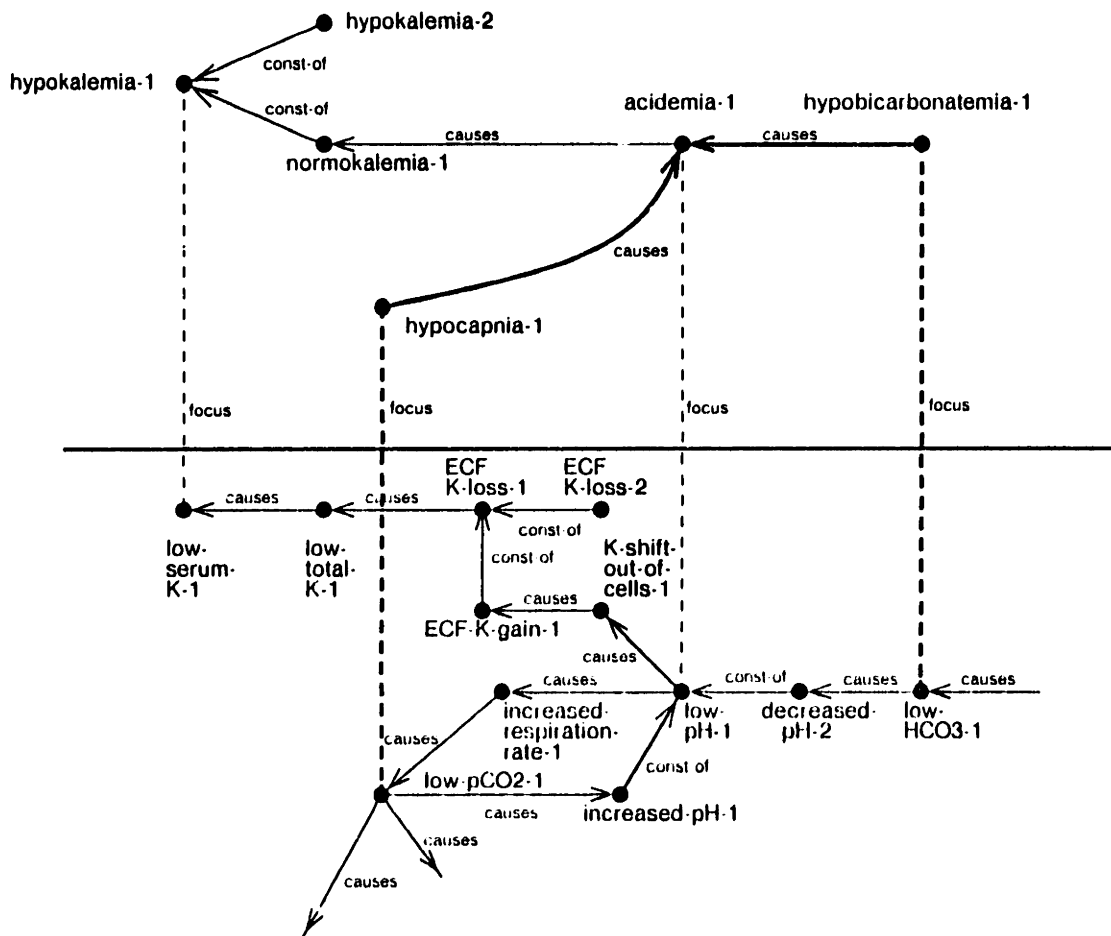 hypokalemia-2
const-of
hypokalemia-1
const-of
acidemia-1
hypobicarbonatemia-1
causes
causes
normokalemia-1
causes
hypocapnia-1
focus
focus
focus
focus
ECF
K-loss-1
ECF
K-loss-2
causes
causes
const-of
low-
serum-
K-1
low-
total-
K-1
const-of
K-shift-
out-of-
cells-1
causes
ECF-K-gain-1
causes
causes
const-of
causes
causes
increased-
respiration-
rate-1
low-
pH-1
decreased-
pH-2
low-
HCO3-1
causes
low-pCO2-1
const of
causes
increased-pH-1
causes
causes